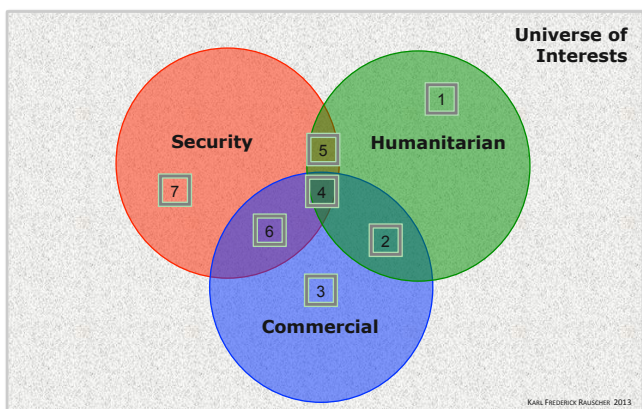 Universe of
Interests
1
5
Security
Humanitarian
7
4
6
2
3
Commercial
KARL FREDERICK RAUSCHER 2013